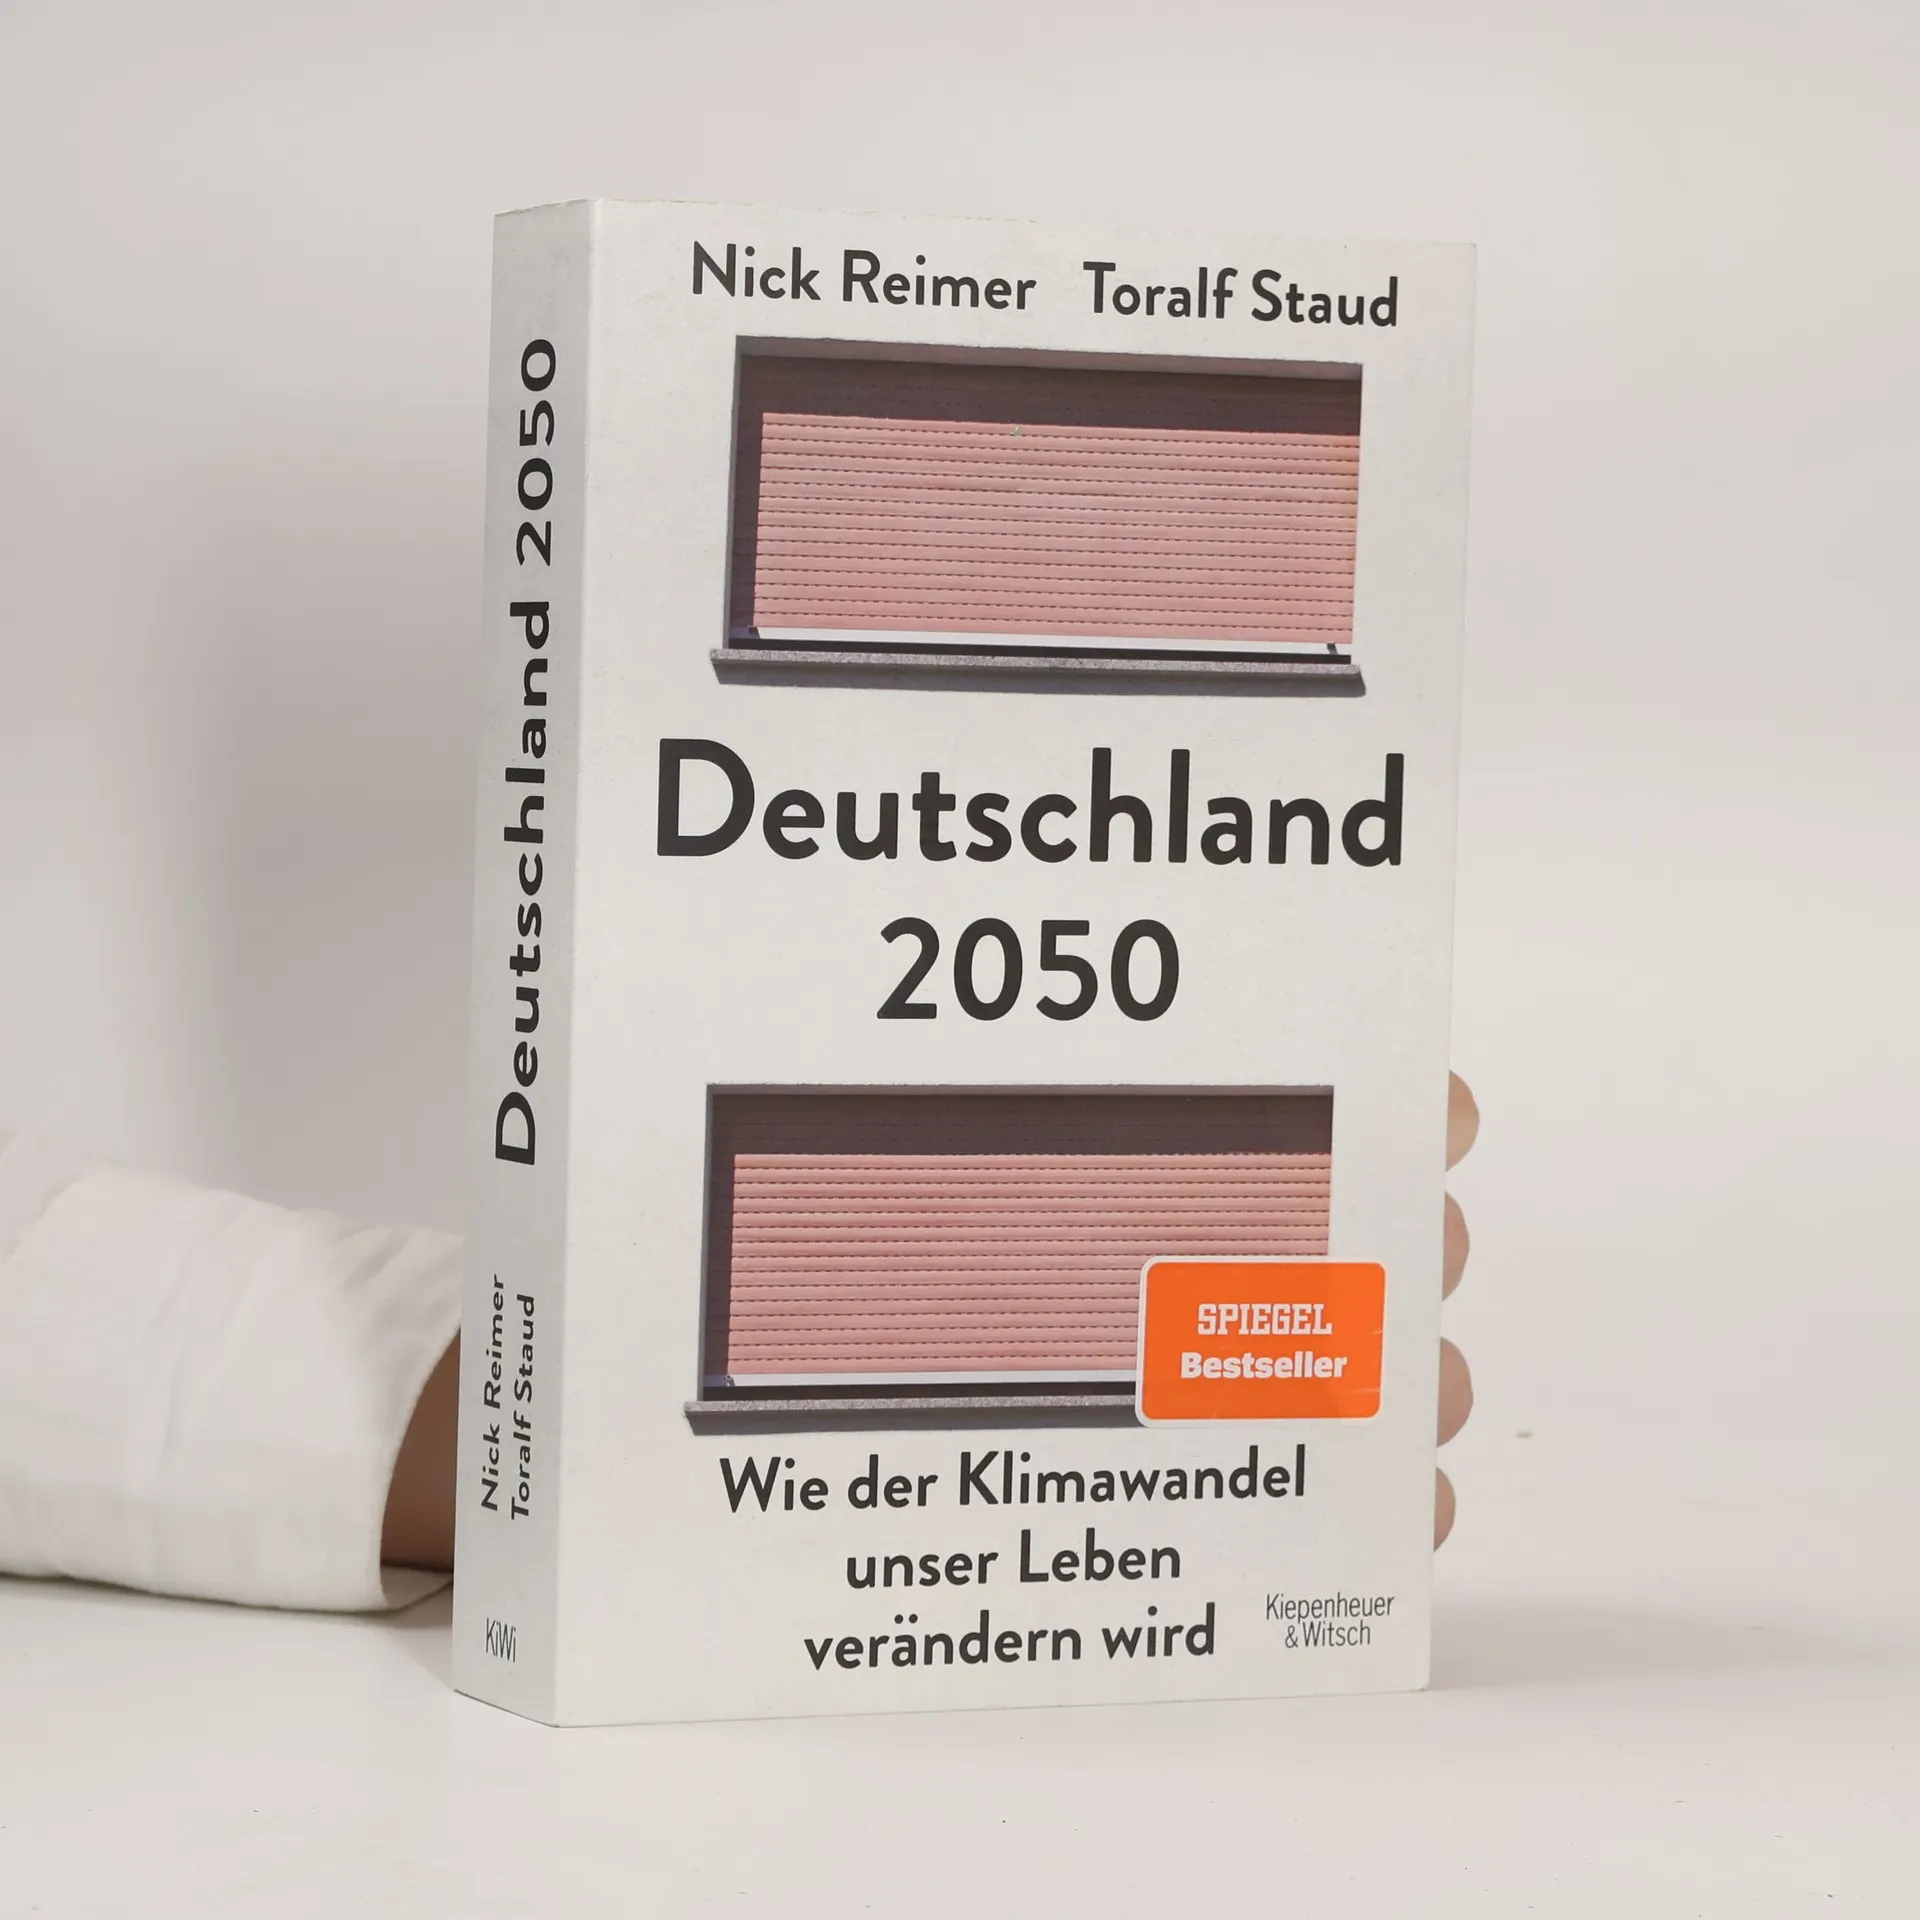 Nick Reimer Toralf Staud
Deutschland
2050
SPIEGEL
Bestseller
Wie der Klimawandel
unser Leben
verändern wird
Kiepenheuer
&Witsch
Deutschland 2050
Nick Reimer
Toralf Staud
KiWi